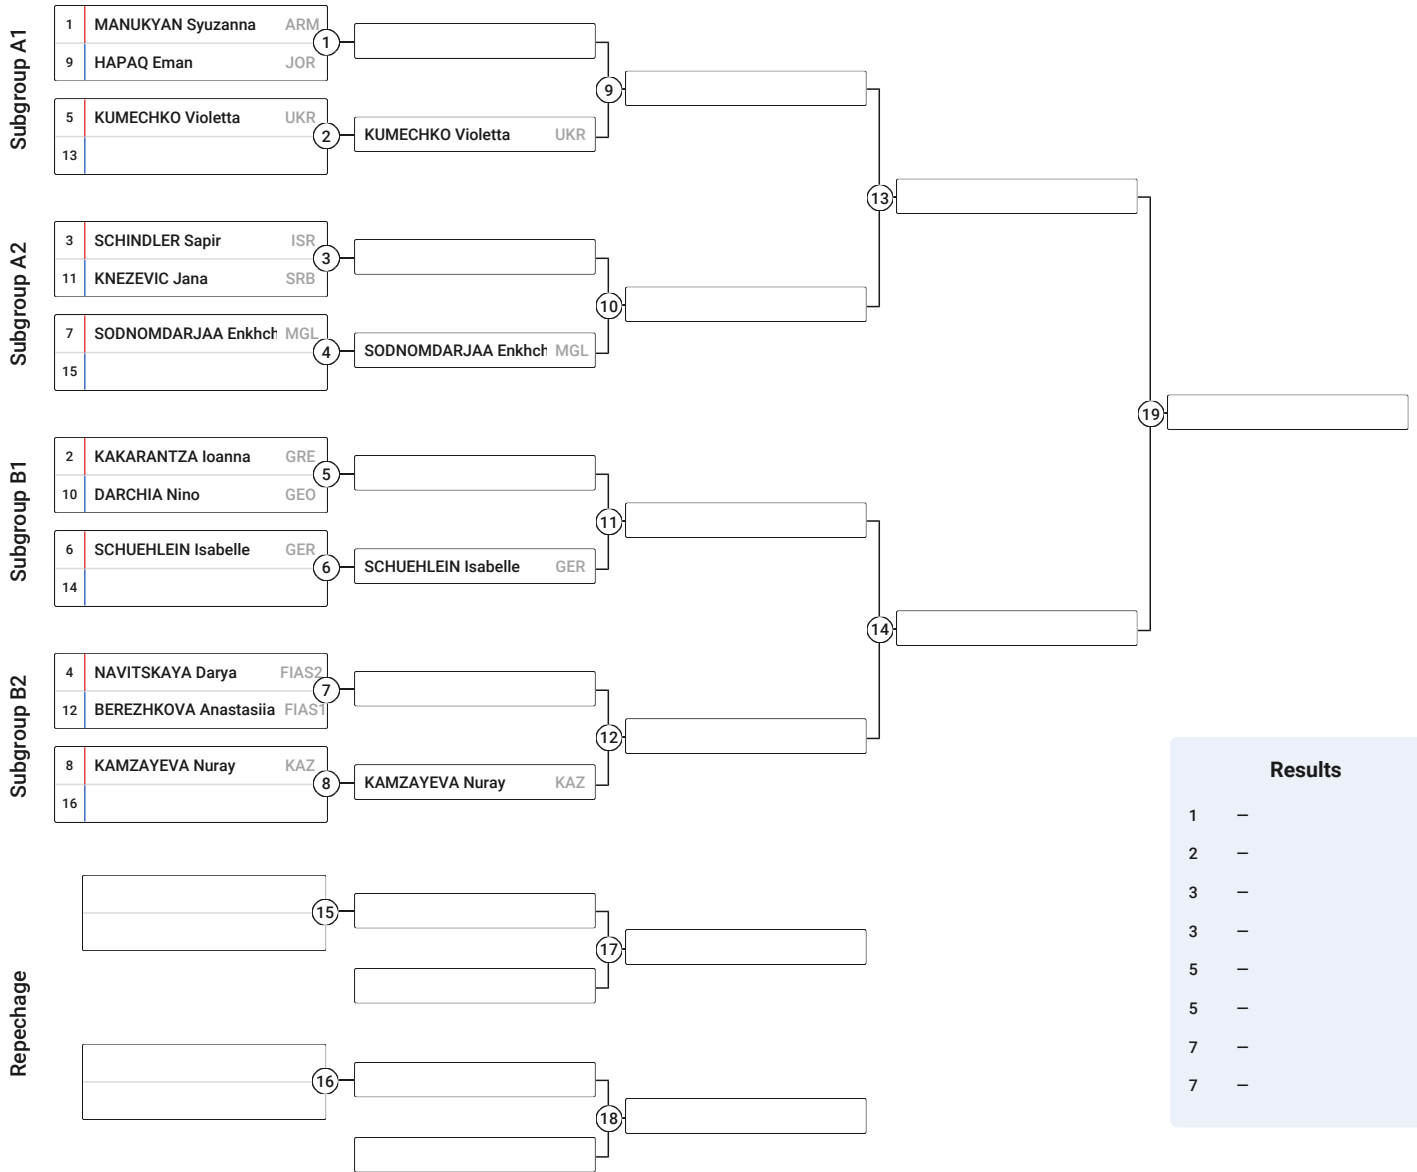 Subgroup A1
1 MANUKYAN Syuzanna ARM
9 HAPAQ Eman JOR
1
5 KUMECHKO Violetta UKR
13
2
KUMECHKO Violetta UKR
9
Subgroup A2
3 SCHINDLER Sapir ISR
11 KNEZEVIC Jana SRB
3
7 SODNOMDARJAA Enkhch MGL
15
4
SODNOMDARJAA Enkhch MGL
10
13
Subgroup B1
2 KAKARANTZA Ioanna GRE
10 DARCHIA Nino GEO
5
6 SCHUEHLEIN Isabelle GER
14
6
SCHUEHLEIN Isabelle GER
11
Subgroup B2
4 NAVITSKAYA Darya FIAS2
12 BEREZHKOVA Anastasiia FIAS1
7
8 KAMZAYEVA Nuray KAZ
16
8
KAMZAYEVA Nuray KAZ
12
14
19
Repechage
15
17
16
18
Results
1 –
2 –
3 –
3 –
5 –
5 –
7 –
7 –